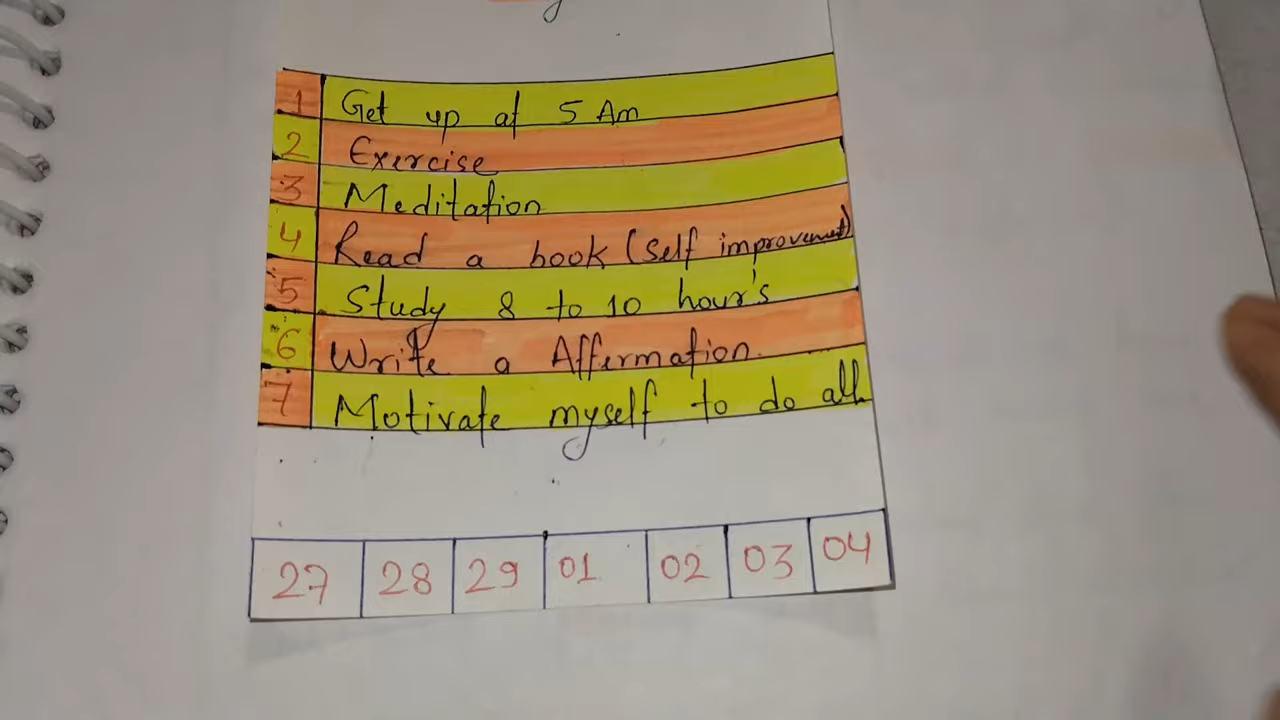 1 Get up at 5 Am
2 Exercise
3 Meditation
4 Read a book (Self improvement)
5 Study 8 to 10 hour's
6 Write a Affermation.
7 Motivate myself to do all
27 28 29 01 02 03 04